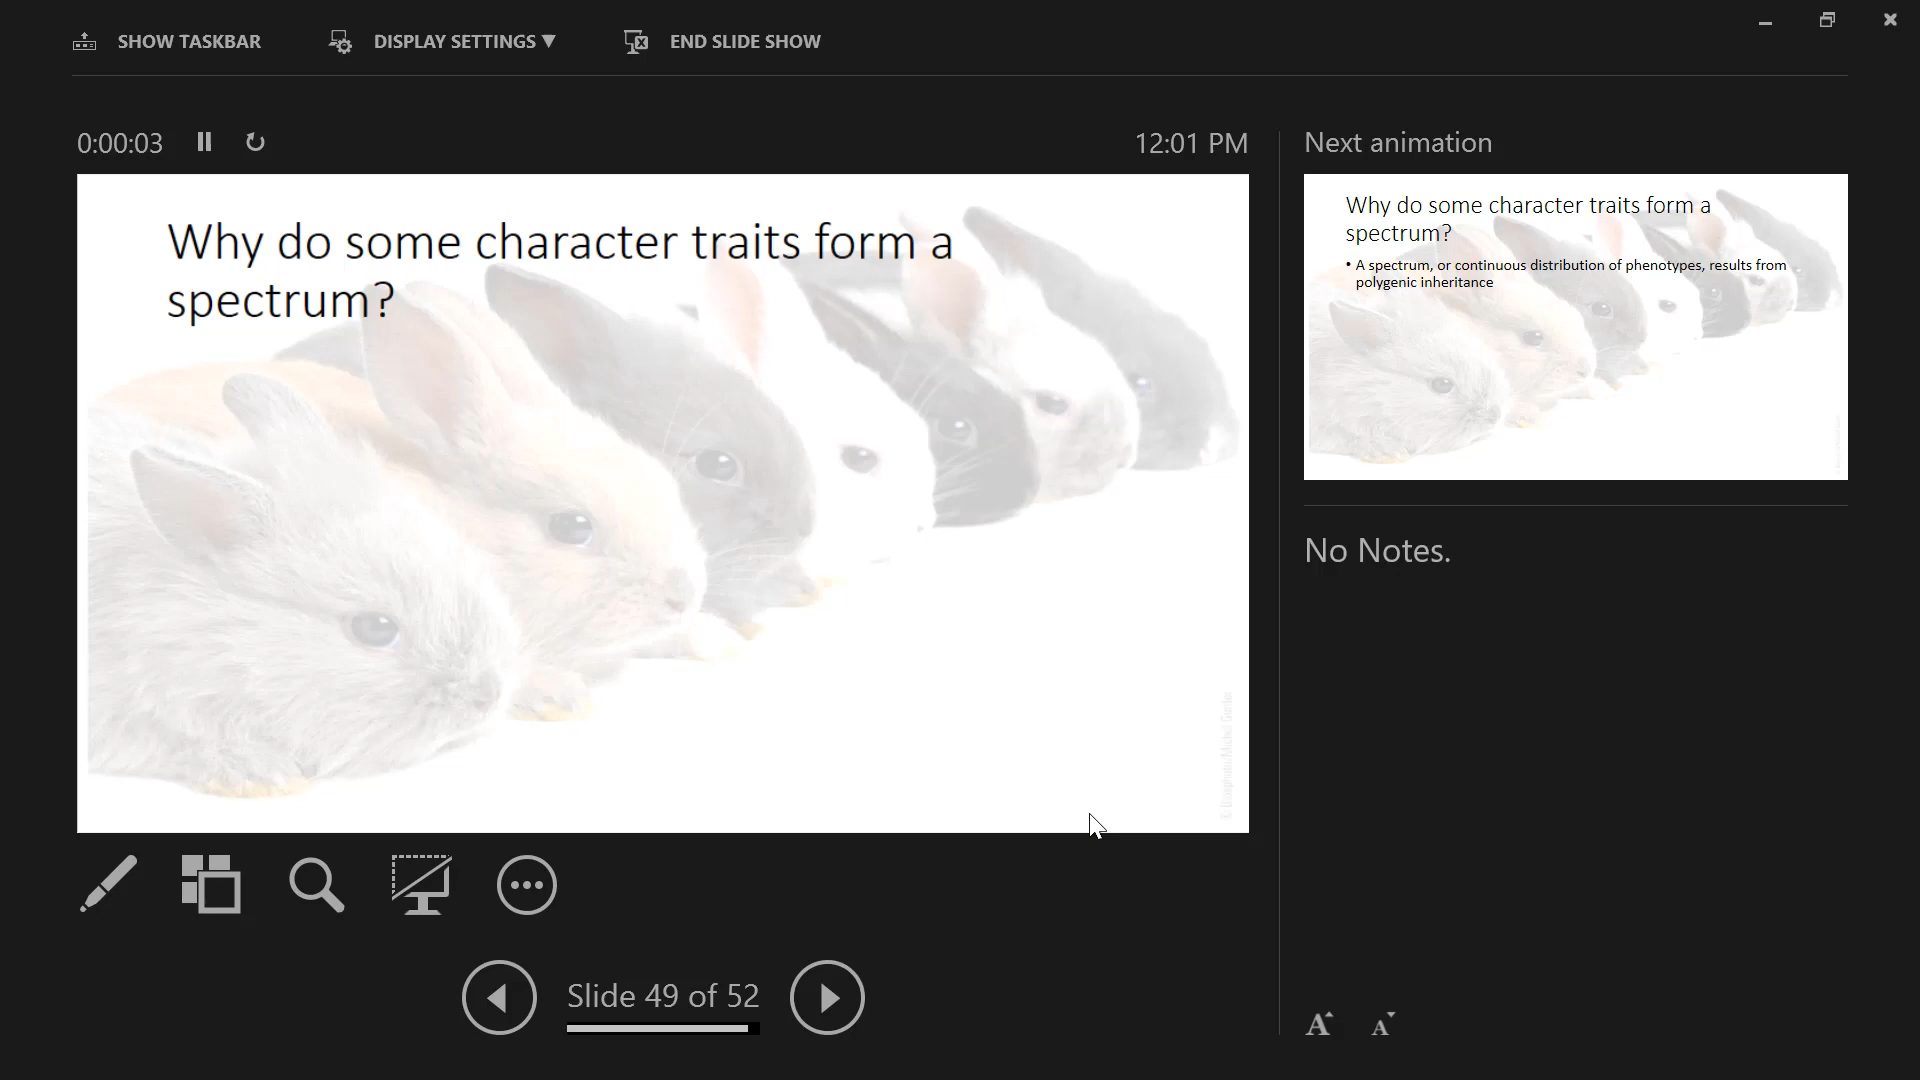 SHOW TASKBAR
DISPLAY SETTINGS ▼
END SLIDE SHOW
0:00:03
12:01 PM
Next animation
Why do some character traits form a
spectrum?
Why do some character traits form a
spectrum?
• A spectrum, or continuous distribution of phenotypes, results from
polygenic inheritance
No Notes.
Slide 49 of 52
A
A